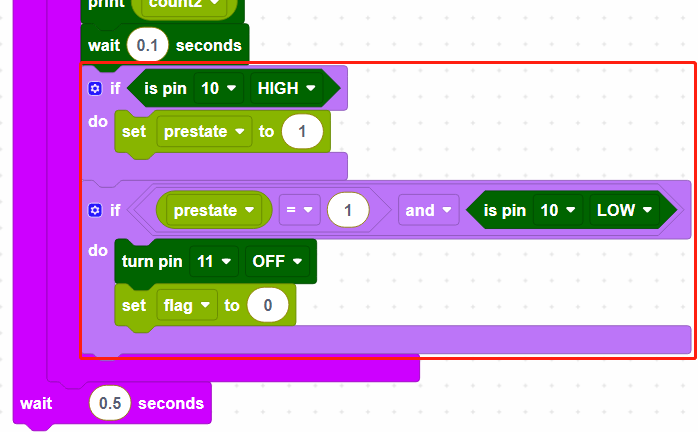 print count2
wait 0.1 seconds
if is pin 10 HIGH
do set prestate to 1
if prestate = 1 and is pin 10 LOW
do turn pin 11 OFF
set flag to 0
wait 0.5 seconds